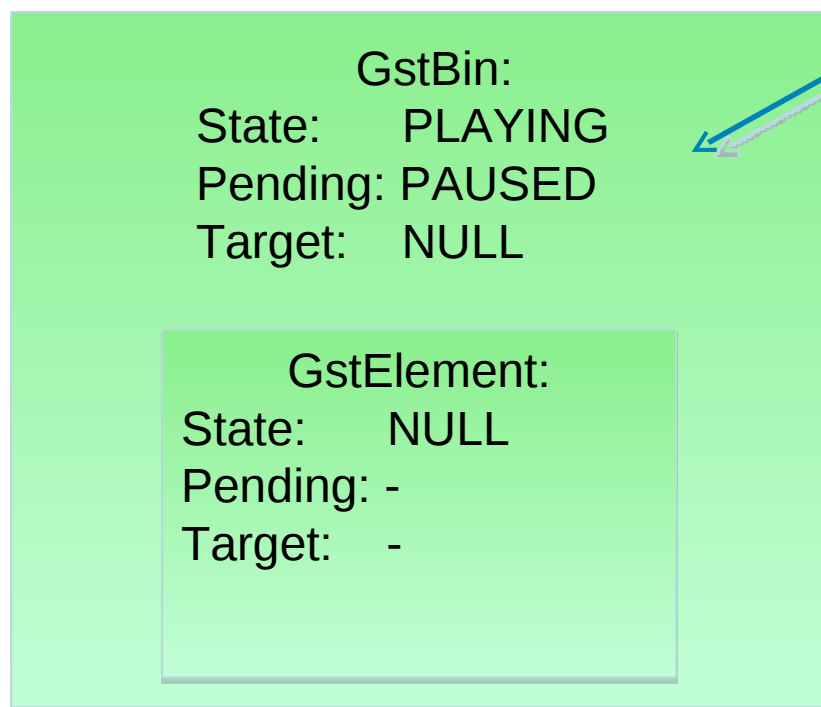 GstBin:
State: PLAYING
Pending: PAUSED
Target: NULL
GstElement:
State: NULL
Pending: -
Target: -